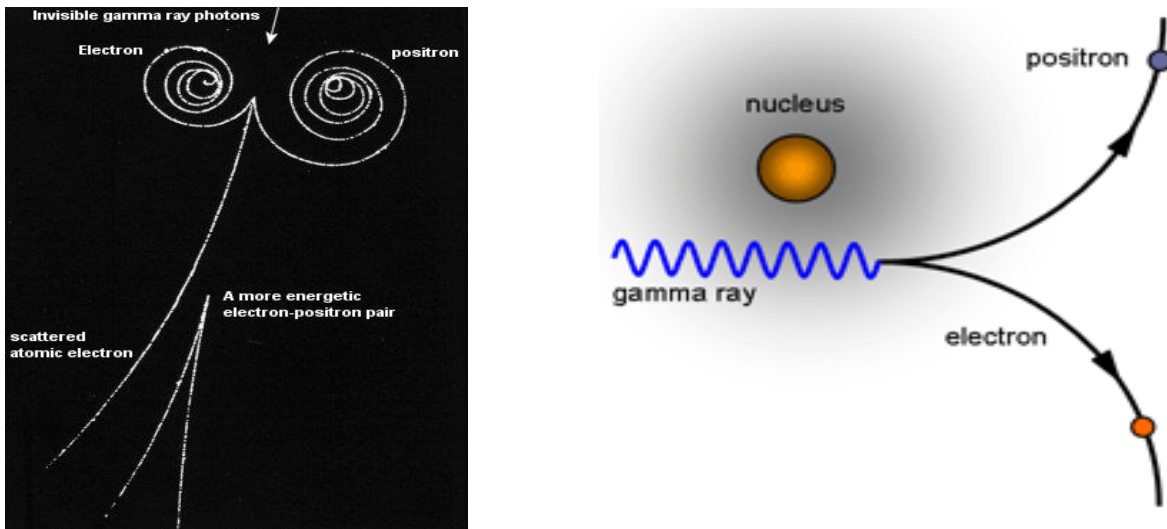 Invisible gamma ray photons
Electron
positron
A more energetic
electron-positron pair
scattered
atomic electron
positron
nucleus
gamma ray
electron